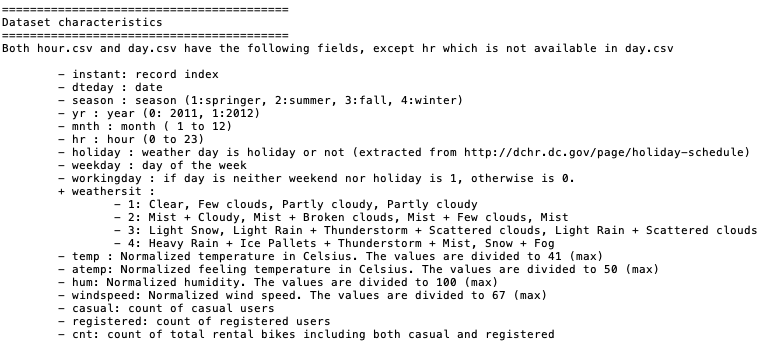 =========================================
Dataset characteristics
=========================================
Both hour.csv and day.csv have the following fields, except hr which is not available in day.csv
- instant: record index
- dteday : date
- season : season (1:springer, 2:summer, 3:fall, 4:winter)
- yr : year (0: 2011, 1:2012)
- mnth : month ( 1 to 12)
- hr : hour (0 to 23)
- holiday : weather day is holiday or not (extracted from http://dchr.dc.gov/page/holiday-schedule)
- weekday : day of the week
- workingday : if day is neither weekend nor holiday is 1, otherwise is 0.
+ weathersit :
- 1: Clear, Few clouds, Partly cloudy, Partly cloudy
- 2: Mist + Cloudy, Mist + Broken clouds, Mist + Few clouds, Mist
- 3: Light Snow, Light Rain + Thunderstorm + Scattered clouds, Light Rain + Scattered clouds
- 4: Heavy Rain + Ice Pallets + Thunderstorm + Mist, Snow + Fog
- temp : Normalized temperature in Celsius. The values are divided to 41 (max)
- atemp: Normalized feeling temperature in Celsius. The values are divided to 50 (max)
- hum: Normalized humidity. The values are divided to 100 (max)
- windspeed: Normalized wind speed. The values are divided to 67 (max)
- casual: count of casual users
- registered: count of registered users
- cnt: count of total rental bikes including both casual and registered